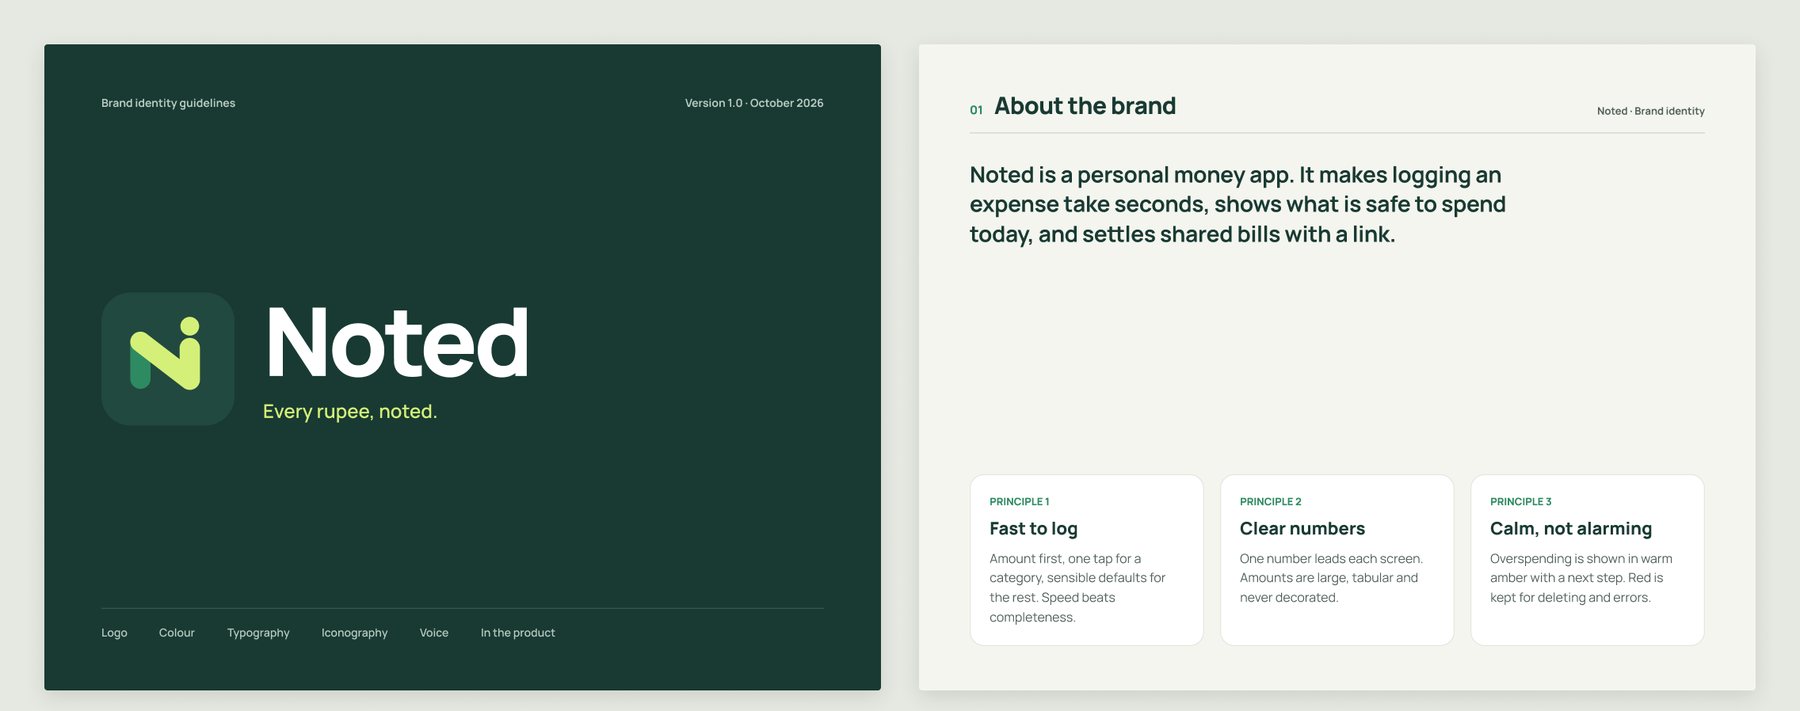 Brand identity guidelines
Version 1.0 · October 2026
Noted
Every rupee, noted.
Logo
Colour
Typography
Iconography
Voice
In the product
01 About the brand
Noted · Brand identity
Noted is a personal money app. It makes logging an
expense take seconds, shows what is safe to spend
today, and settles shared bills with a link.
PRINCIPLE 1
Fast to log
Amount first, one tap for a
category, sensible defaults for
the rest. Speed beats
completeness.
PRINCIPLE 2
Clear numbers
One number leads each screen.
Amounts are large, tabular and
never decorated.
PRINCIPLE 3
Calm, not alarming
Overspending is shown in warm
amber with a next step. Red is
kept for deleting and errors.